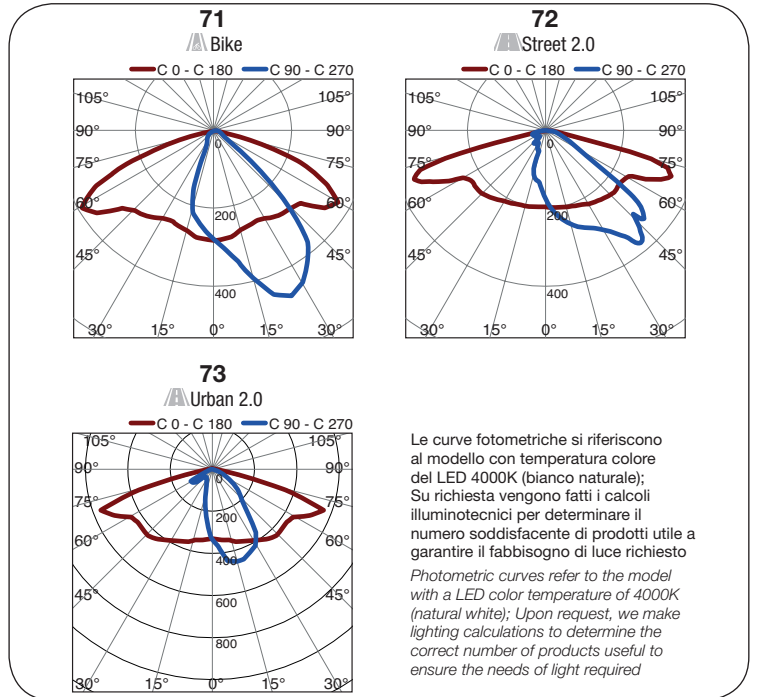 71
Bike
C 0 - C 180 C 90 - C 270
105° 105°
90° 90°
0
75° 75°
60° 60°
200
45° 45°
400
30° 15° 0° 15° 30°
72
Street 2.0
C 0 - C 180 C 90 - C 270
105° 105°
90° 90°
0
75° 75°
60° 60°
200
45° 45°
400
30° 15° 0° 15° 30°
73
Urban 2.0
C 0 - C 180 C 90 - C 270
105° 105°
90° 90°
0
75° 75°
200
60° 60°
400
45° 45°
600
800
30° 15° 0° 15° 30°
Le curve fotometriche si riferiscono
al modello con temperatura colore
del LED 4000K (bianco naturale);
Su richiesta vengono fatti i calcoli
illuminotecnici per determinare il
numero soddisfacente di prodotti utile a
garantire il fabbisogno di luce richiesto
Photometric curves refer to the model
with a LED color temperature of 4000K
(natural white); Upon request, we make
lighting calculations to determine the
correct number of products useful to
ensure the needs of light required